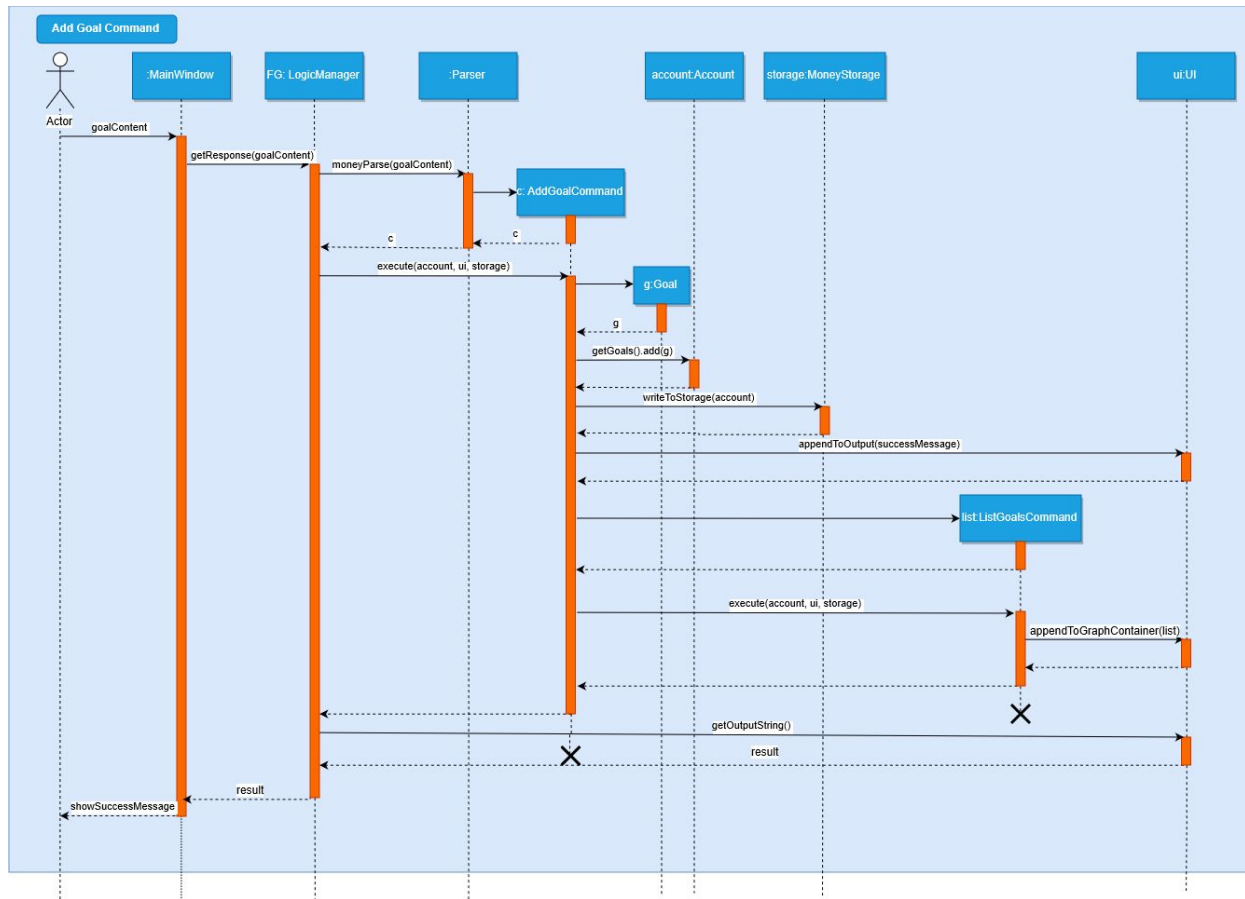 Add Goal Command
:MainWindow
FG: LogicManager
:Parser
account:Account
storage:MoneyStorage
ui:UI
Actor
goalContent
getResponse(goalContent)
moneyParse(goalContent)
c: AddGoalCommand
c
c
execute(account, ui, storage)
g:Goal
g
getGoals().add(g)
writeToStorage(account)
appendToOutput(successMessage)
list:ListGoalsCommand
execute(account, ui, storage)
appendToGraphContainer(list)
getOutputString()
result
result
showSuccessMessage